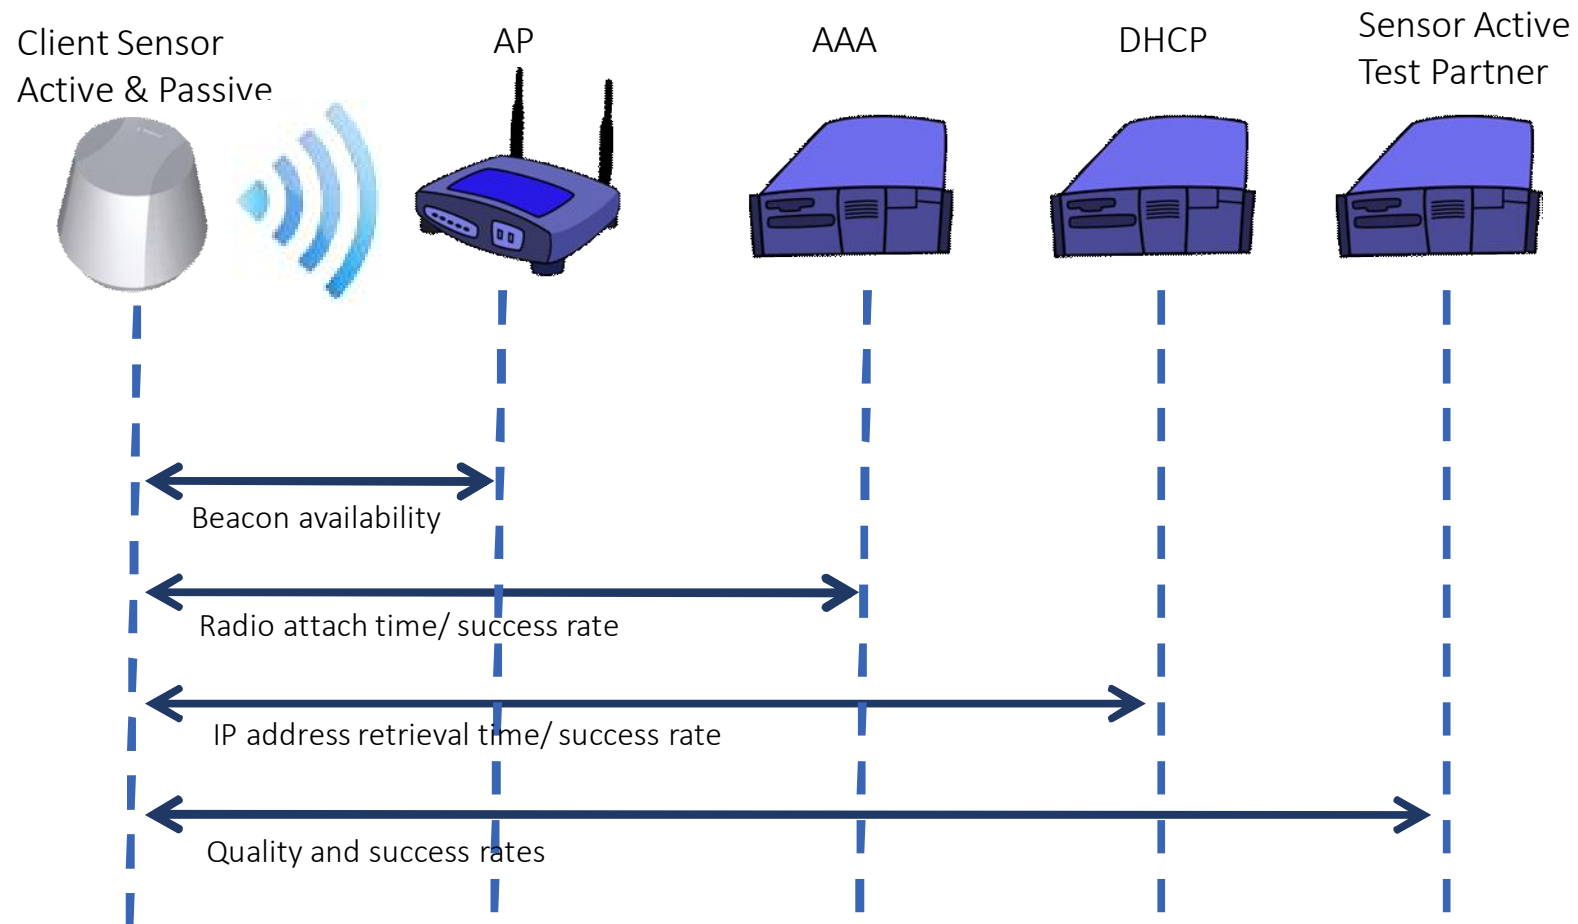 Client Sensor
Active & Passive
AP
AAA
DHCP
Sensor Active
Test Partner
Beacon availability
Radio attach time/ success rate
IP address retrieval time/ success rate
Quality and success rates